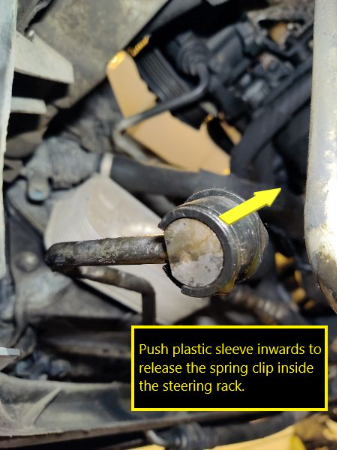 Push plastic sleeve inwards to
release the spring clip inside
the steering rack.